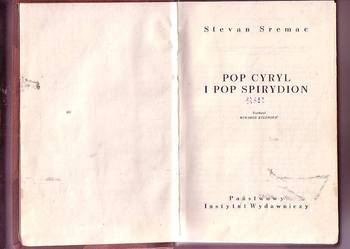 Stevan Sremac
POP CYRYL
I POP SPIRYDION
Państwowy
Instytut Wydawniczy